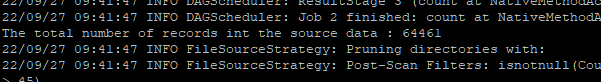 22/09/27 09:41:47 INFO DAGScheduler: ResultStage 3 (count at NativeMethodAc
22/09/27 09:41:47 INFO DAGScheduler: Job 2 finished: count at NativeMethodA
The total number of records int the source data : 64461
22/09/27 09:41:47 INFO FileSourceStrategy: Pruning directories with:
22/09/27 09:41:47 INFO FileSourceStrategy: Post-Scan Filters: isnotnull(Cou
> 45)